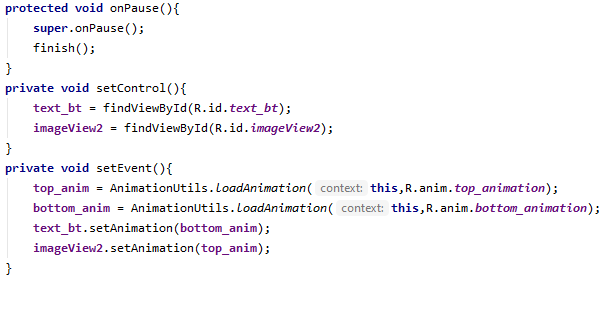 protected void onPause(){
super.onPause();
finish();
}
private void setControl(){
text_bt = findViewById(R.id.text_bt);
imageView2 = findViewById(R.id.imageView2);
}
private void setEvent(){
top_anim = AnimationUtils.loadAnimation( context: this,R.anim.top_animation);
bottom_anim = AnimationUtils.loadAnimation( context: this,R.anim.bottom_animation);
text_bt.setAnimation(bottom_anim);
imageView2.setAnimation(top_anim);
}